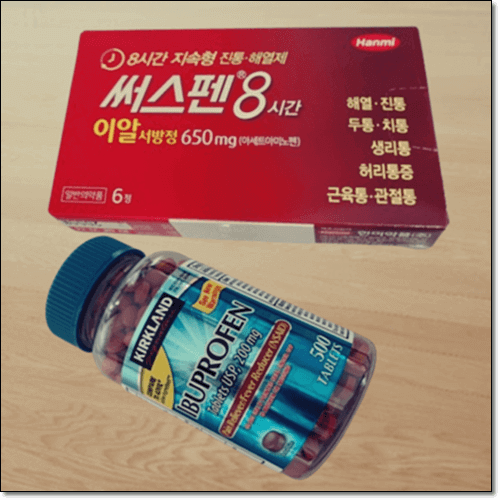 Hanmi
8시간 지속형 진통·해열제
써스펜®8시간
이알서방정 650mg (아세트아미노펜)
해열·진통
두통·치통
생리통
허리통증
근육통·관절통
일반의약품 6정
KIRKLAND
IBUPROFEN
Tablets USP, 200 mg
Pain Reliever/Fever Reducer (NSAID)
500
TABLETS